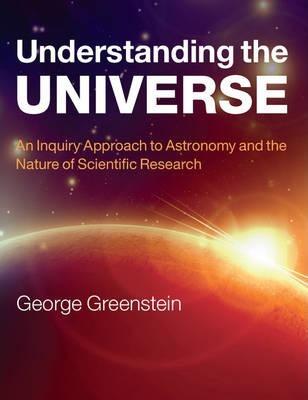 Understanding the
UNIVERSE
An Inquiry Approach to Astronomy and the
Nature of Scientific Research
George Greenstein